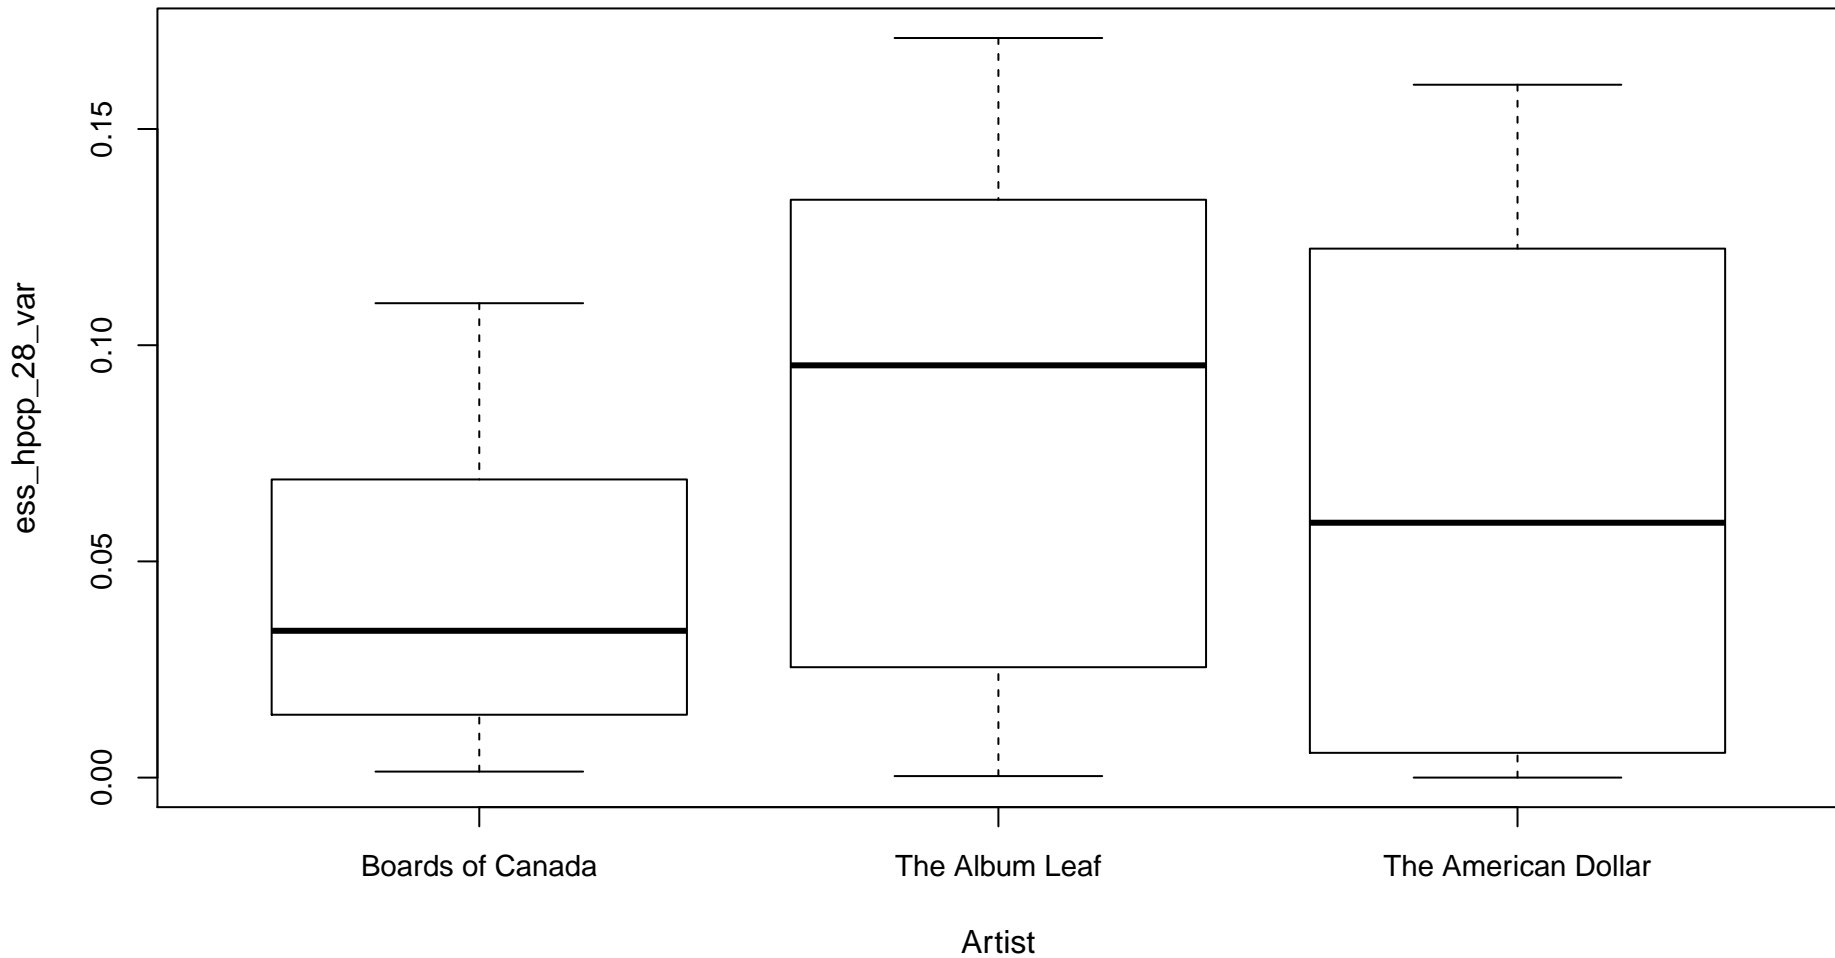 ess_hpcp_28_var
0.15
0.10
0.05
0.00
Boards of Canada
The Album Leaf
The American Dollar
Artist